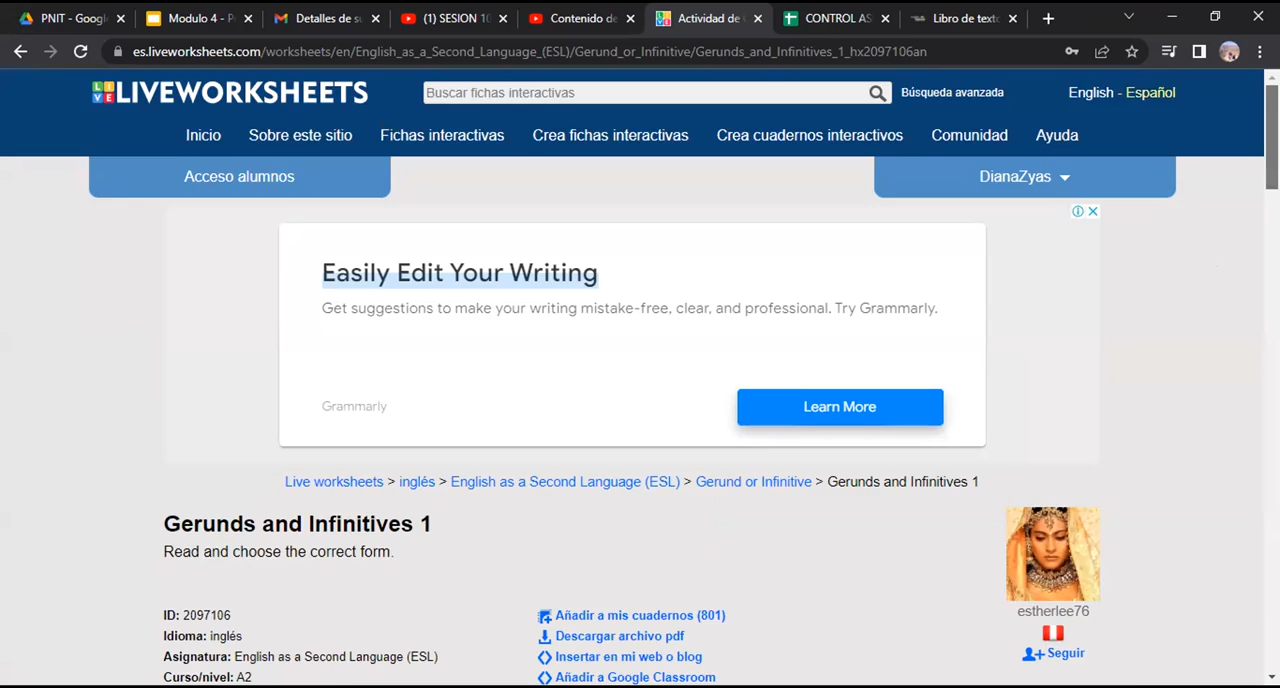 PNIT - Googl
Modulo 4 - P
Detalles de su
(1) SESION 10
Contenido de
Actividad de
CONTROL AS
Libro de texto
es.liveworksheets.com/worksheets/en/English_as_a_Second_Language_(ESL)/Gerund_or_Infinitive/Gerunds_and_Infinitives_1_hx2097106an
LIVEWORKSHEETS
Buscar fichas interactivas
Búsqueda avanzada
English - Español
Inicio Sobre este sitio Fichas interactivas Crea fichas interactivas Crea cuadernos interactivos Comunidad Ayuda
Acceso alumnos
DianaZyas
Easily Edit Your Writing
Get suggestions to make your writing mistake-free, clear, and professional. Try Grammarly.
Grammarly
Learn More
Live worksheets > inglés > English as a Second Language (ESL) > Gerund or Infinitive > Gerunds and Infinitives 1
Gerunds and Infinitives 1
Read and choose the correct form.
ID: 2097106
Idioma: inglés
Asignatura: English as a Second Language (ESL)
Curso/nivel: A2
Añadir a mis cuadernos (801)
Descargar archivo pdf
Insertar en mi web o blog
Añadir a Google Classroom
estherlee76
Seguir